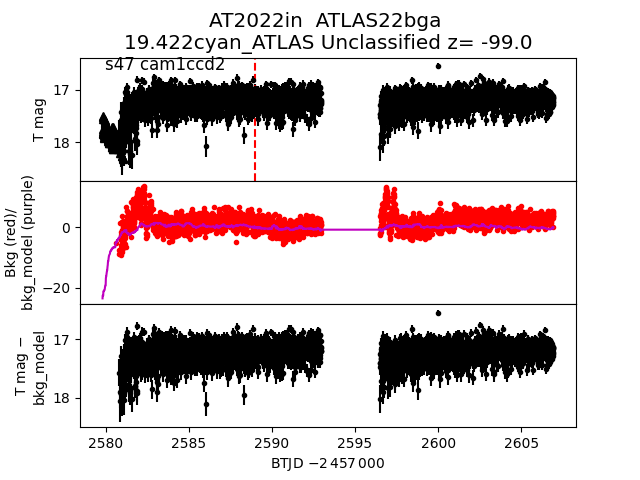 AT2022in  ATLAS22bga
19.422cyan_ATLAS Unclassified z= -99.0
s47 cam1ccd2
T mag
17
18
Bkg (red)/
bkg_model (purple)
0
−20
T mag −
bkg_model
17
18
2580 2585 2590 2595 2600 2605
BTJD −2 457 000